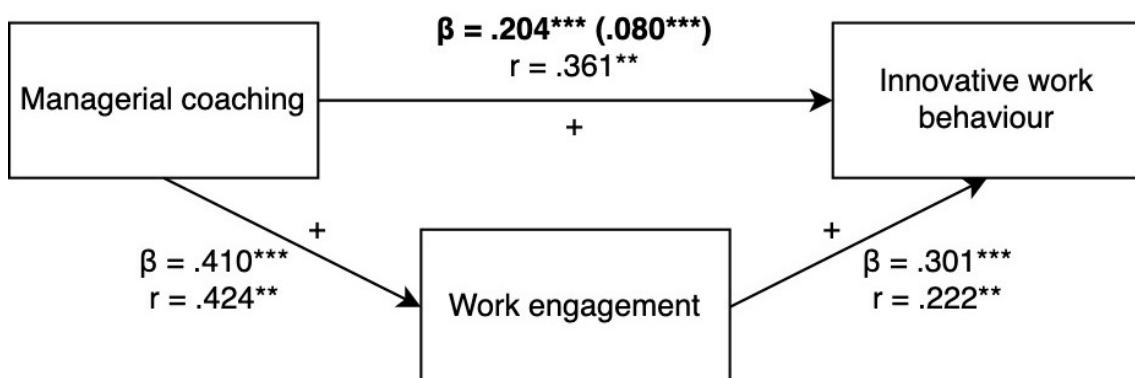 β = .204*** (.080***)
r = .361**
Managerial coaching
+
Innovative work
behaviour
+
β = .410***
r = .424**
Work engagement
+
β = .301***
r = .222**